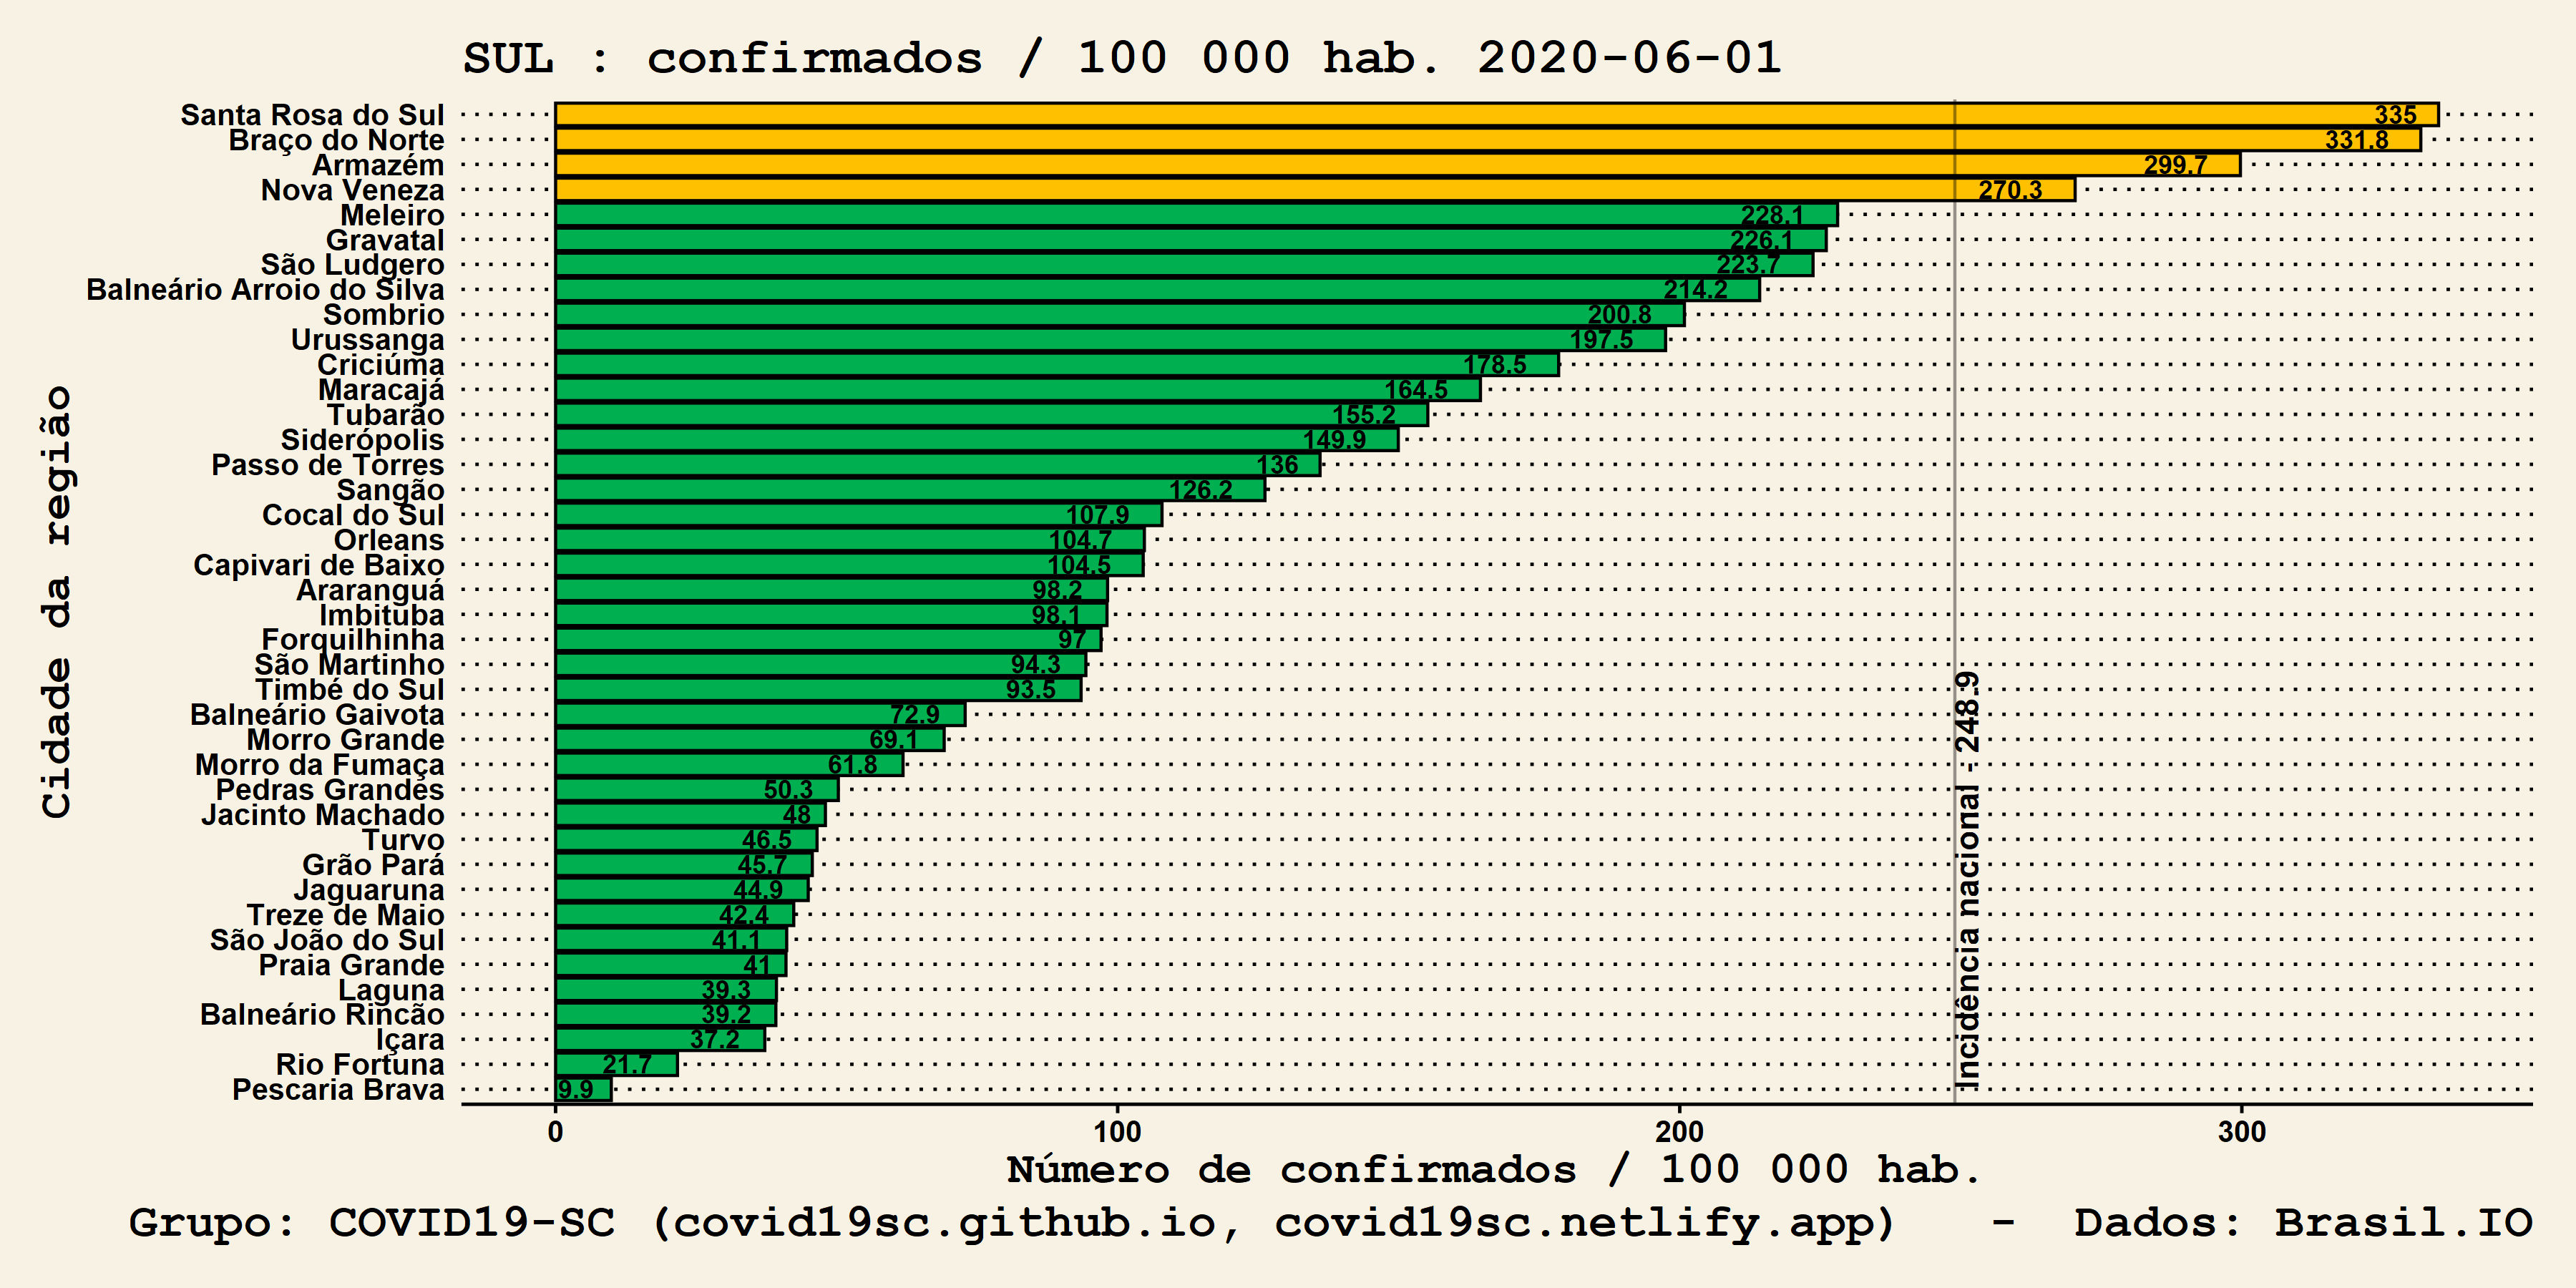 SUL : confirmados / 100 000 hab. 2020-06-01
Cidade da região
Santa Rosa do Sul 335
Braço do Norte 331.8
Armazém 299.7
Nova Veneza 270.3
Meleiro 228.1
Gravatal 226.1
São Ludgero 223.7
Balneário Arroio do Silva 214.2
Sombrio 200.8
Urussanga 197.5
Criciúma 178.5
Maracajá 164.5
Tubarão 155.2
Siderópolis 149.9
Passo de Torres 136
Sangão 126.2
Cocal do Sul 107.9
Orleans 104.7
Capivari de Baixo 104.5
Araranguá 98.2
Imbituba 98.1
Forquilhinha 97
São Martinho 94.3
Timbé do Sul 93.5
Balneário Gaivota 72.9
Morro Grande 69.1
Morro da Fumaça 61.8
Pedras Grandes 50.3
Jacinto Machado 48
Turvo 46.5
Grão Pará 45.7
Jaguaruna 44.9
Treze de Maio 42.4
São João do Sul 41.1
Praia Grande 41
Laguna 39.3
Balneário Rincão 39.2
Içara 37.2
Rio Fortuna 21.7
Pescaria Brava 9.9
Incidência nacional - 248.9
0 100 200 300
Número de confirmados / 100 000 hab.
Grupo: COVID19-SC (covid19sc.github.io, covid19sc.netlify.app) - Dados: Brasil.IO